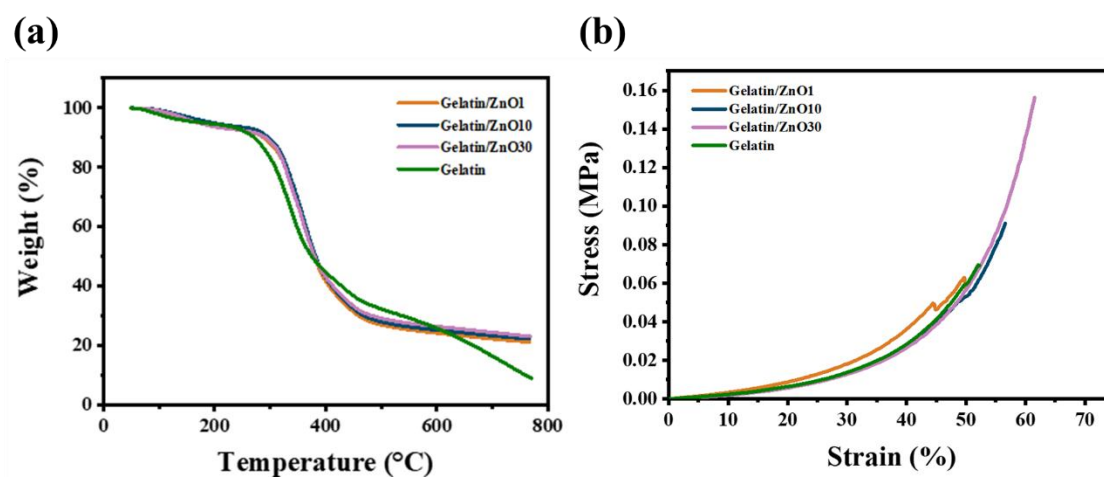 (a)
(b)
Gelatin/ZnO1
Gelatin/ZnO10
Gelatin/ZnO30
Gelatin
100
80
60
40
20
0
Weight (%)
0 200 400 600 800
Temperature (°C)
Gelatin/ZnO1
Gelatin/ZnO10
Gelatin/ZnO30
Gelatin
0.16
0.14
0.12
0.10
0.08
0.06
0.04
0.02
0.00
Stress (MPa)
0 10 20 30 40 50 60 70
Strain (%)